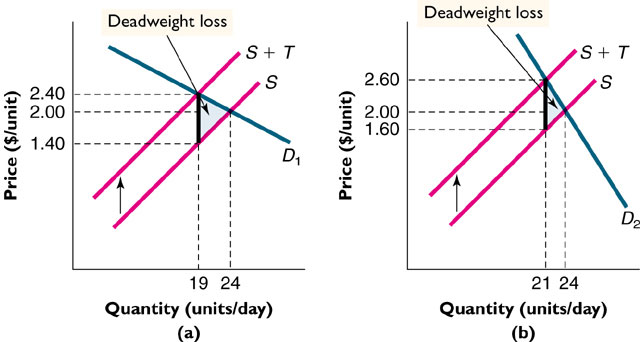 Deadweight loss
S + T
S
2.40
2.00
1.40
D1
Price ($/unit)
19 24
Quantity (units/day)
(a)
Deadweight loss
S + T
S
2.60
2.00
1.60
D2
Price ($/unit)
21 24
Quantity (units/day)
(b)